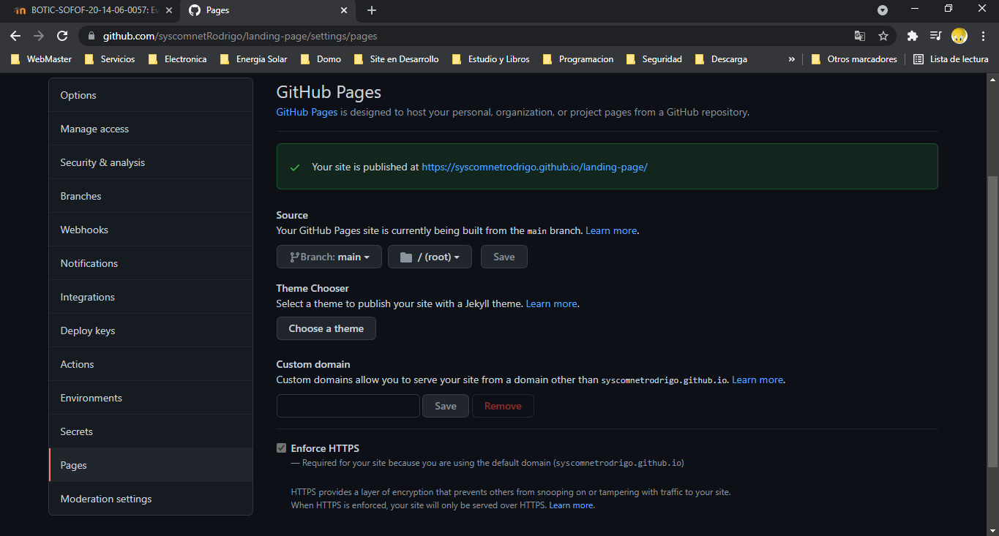 BOTIC-SOFOF-20-14-06-0057: Ev
Pages
github.com/syscomnetRodrigo/landing-page/settings/pages
WebMaster
Servicios
Electronica
Energia Solar
Domo
Site en Desarrollo
Estudio y Libros
Programacion
Seguridad
Descarga
»
Otros marcadores
Lista de lectura
Options
Manage access
Security & analysis
Branches
Webhooks
Notifications
Integrations
Deploy keys
Actions
Environments
Secrets
Pages
Moderation settings
GitHub Pages
GitHub Pages is designed to host your personal, organization, or project pages from a GitHub repository.
Your site is published at https://syscomnetrodrigo.github.io/landing-page/
Source
Your GitHub Pages site is currently being built from the main branch. Learn more.
Branch: main
/ (root)
Save
Theme Chooser
Select a theme to publish your site with a Jekyll theme. Learn more.
Choose a theme
Custom domain
Custom domains allow you to serve your site from a domain other than syscomnetrodrigo.github.io. Learn more.
Save
Remove
Enforce HTTPS
— Required for your site because you are using the default domain (syscomnetrodrigo.github.io)
HTTPS provides a layer of encryption that prevents others from snooping on or tampering with traffic to your site.
When HTTPS is enforced, your site will only be served over HTTPS. Learn more.